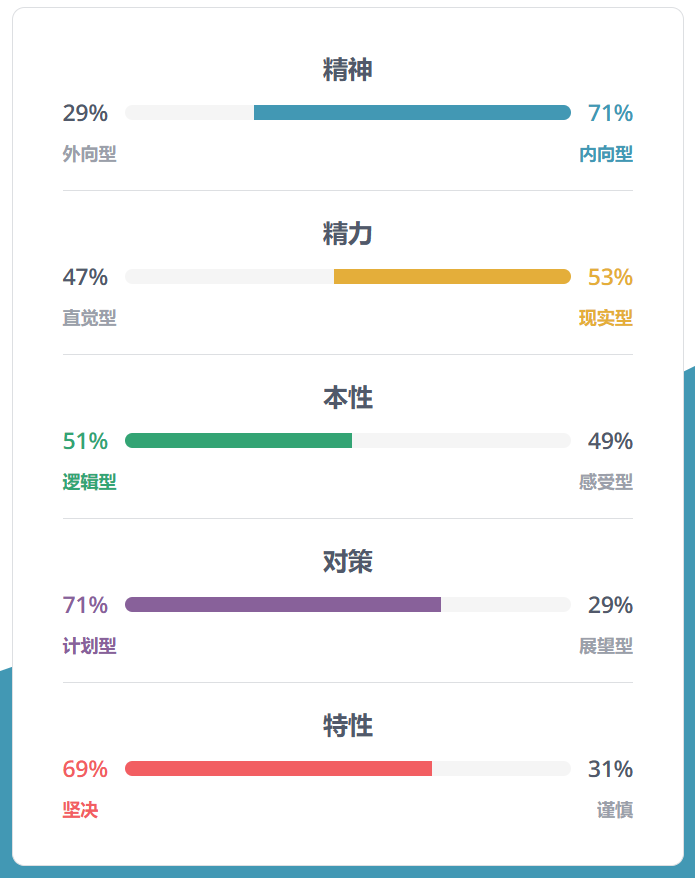 精神
29% 71%
外向型 内向型
精力
47% 53%
直觉型 现实型
本性
51% 49%
逻辑型 感受型
对策
71% 29%
计划型 展望型
特性
69% 31%
坚决 谨慎